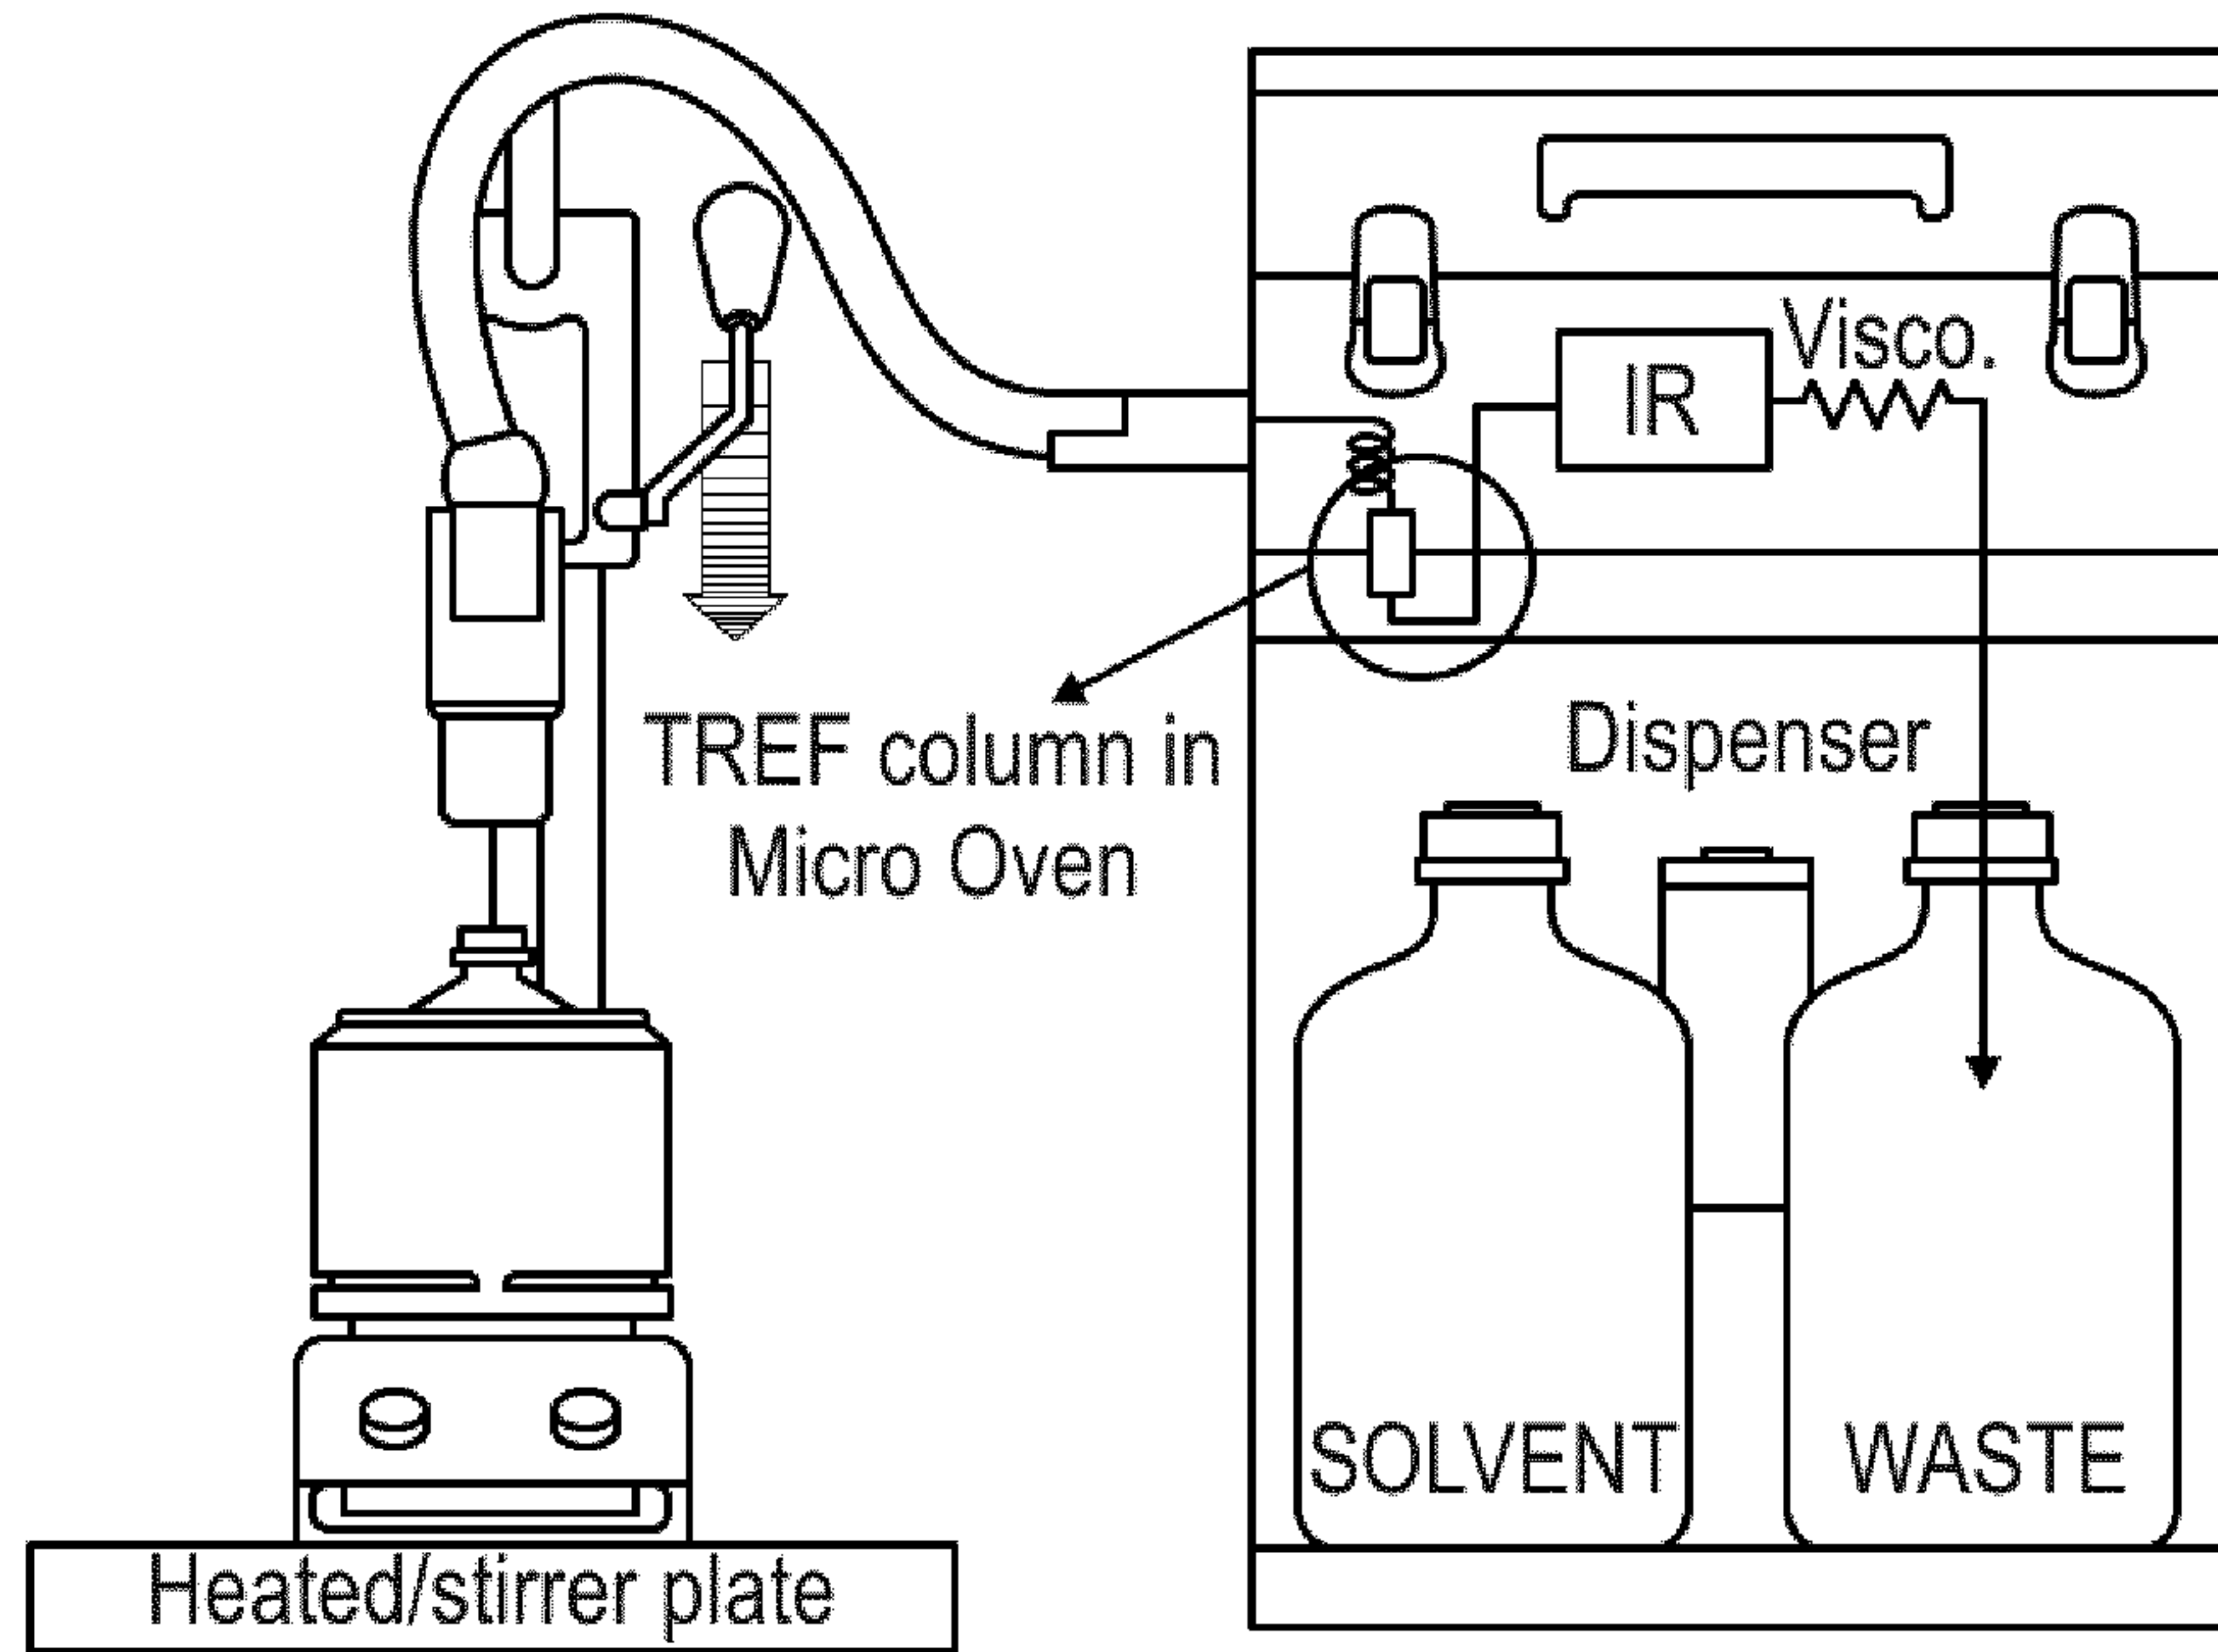 Visco.
IR
TREF column in
Micro Oven
Dispenser
SOLVENT
WASTE
Heated/stirrer plate